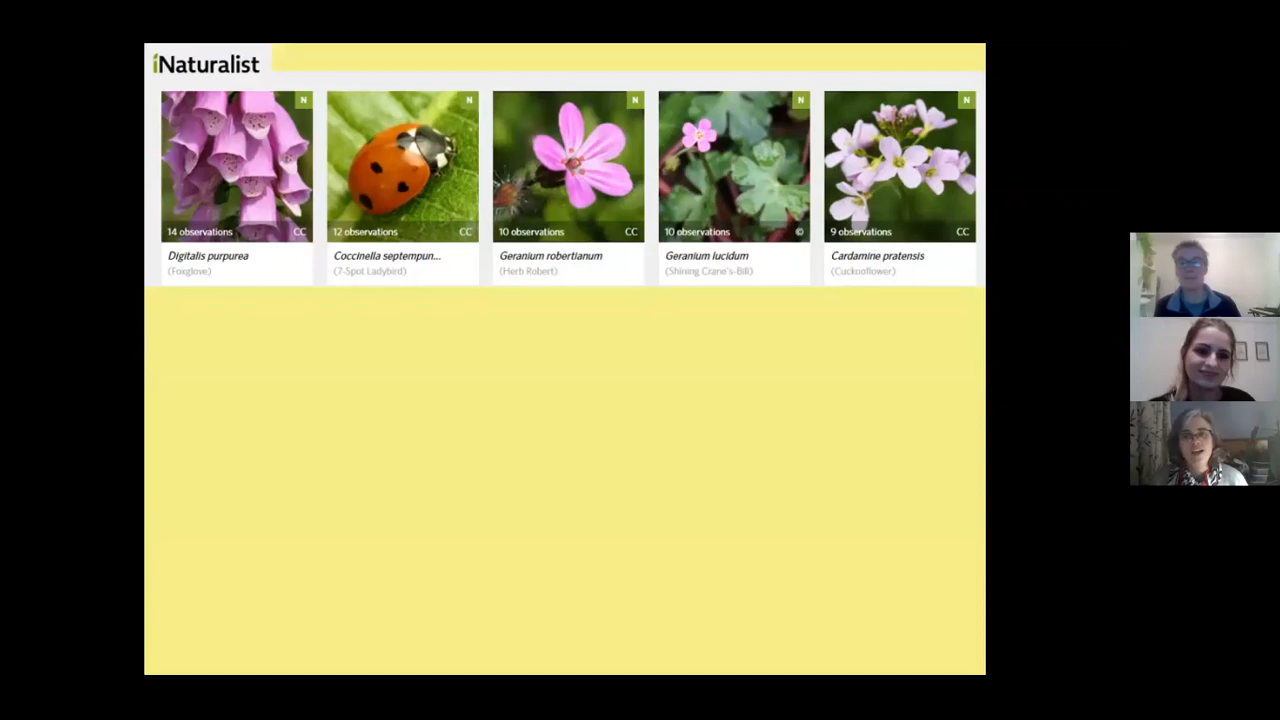 iNaturalist
N
N
N
N
N
14 observations CC
12 observations CC
10 observations CC
10 observations ©
9 observations CC
Digitalis purpurea
(Foxglove)
Coccinella septempun...
(7-Spot Ladybird)
Geranium robertianum
(Herb Robert)
Geranium lucidum
(Shining Crane's-Bill)
Cardamine pratensis
(Cuckooflower)